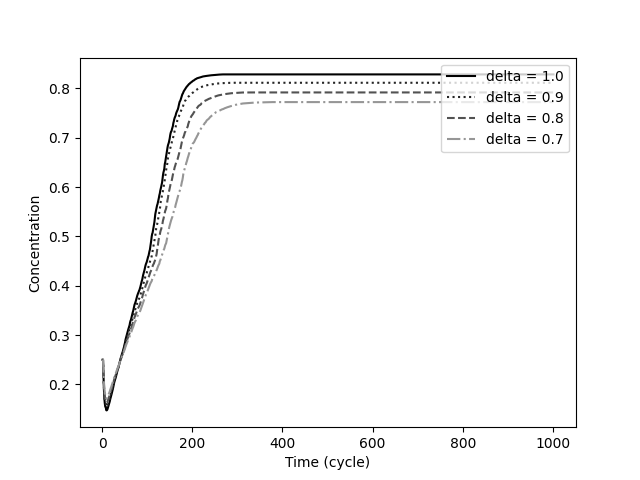 delta = 1.0
delta = 0.9
delta = 0.8
delta = 0.7
0.8
0.7
0.6
0.5
0.4
0.3
0.2
Concentration
0 200 400 600 800 1000
Time (cycle)